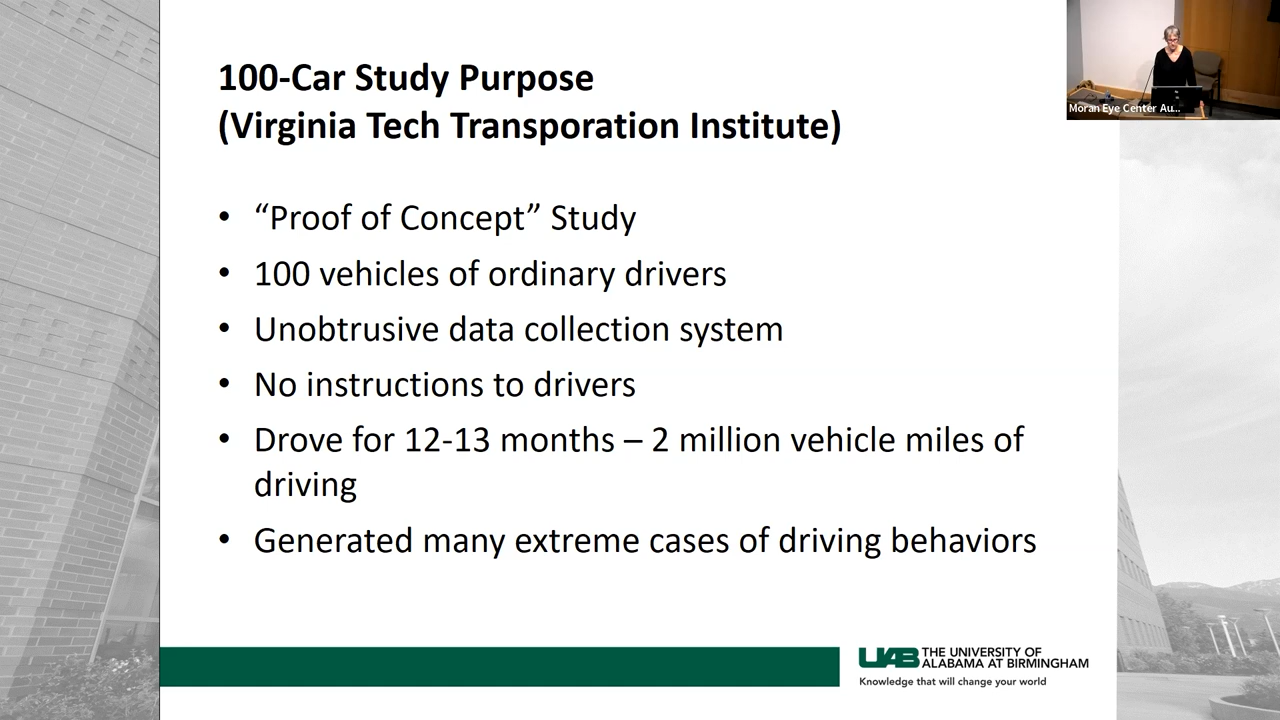 100-Car Study Purpose
(Virginia Tech Transporation Institute)
• “Proof of Concept” Study
• 100 vehicles of ordinary drivers
• Unobtrusive data collection system
• No instructions to drivers
• Drove for 12-13 months – 2 million vehicle miles of
driving
• Generated many extreme cases of driving behaviors
Moran Eye Center Au...
UAB THE UNIVERSITY OF
ALABAMA AT BIRMINGHAM
Knowledge that will change your world